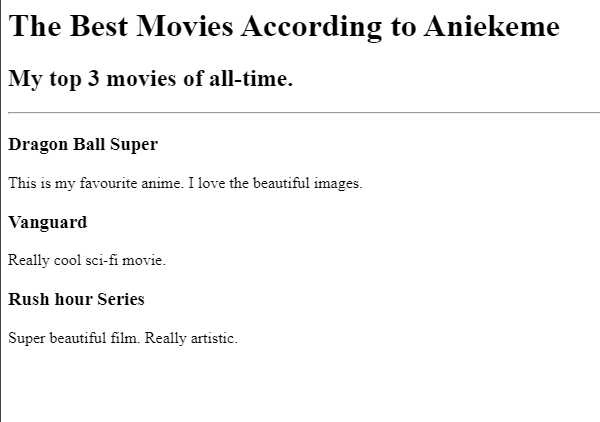 The Best Movies According to Aniekeme
My top 3 movies of all-time.
Dragon Ball Super
This is my favourite anime. I love the beautiful images.
Vanguard
Really cool sci-fi movie.
Rush hour Series
Super beautiful film. Really artistic.